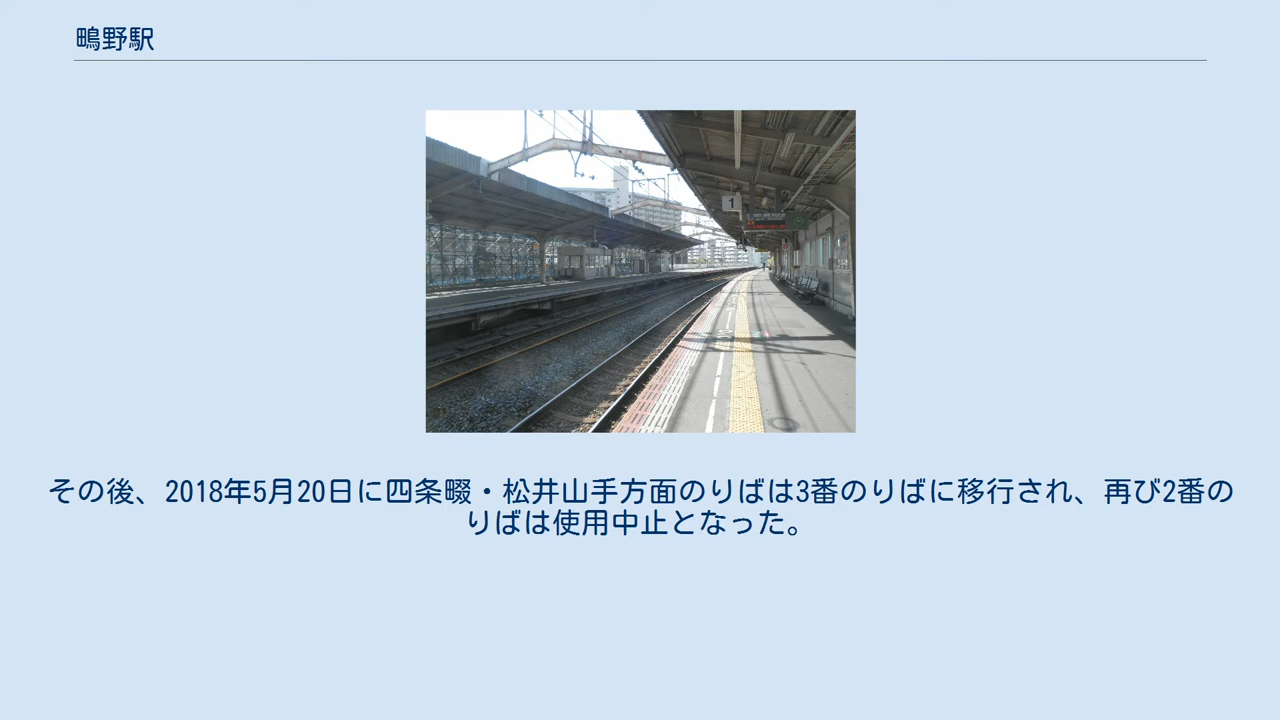 鴫野駅
1
その後、2018年5月20日に四条畷・松井山手方面のりばは3番のりばに移行され、再び2番の
りばは使用中止となった。